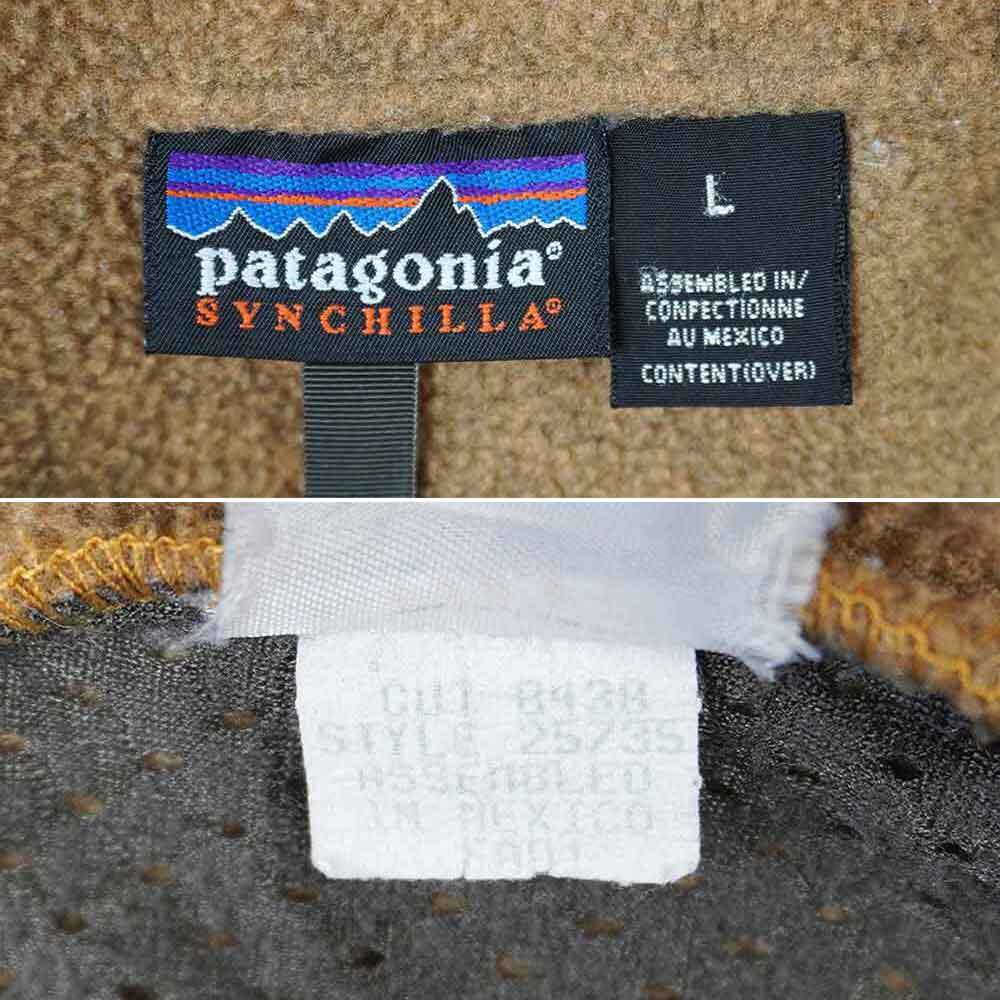 patagonia®
SYNCHILLA®
L
ASSEMBLED IN/
CONFECTIONNE
AU MEXICO
CONTENT(OVER)
CUT 8438
STYLE 25735
ASSEMBLED
IN MEXICO